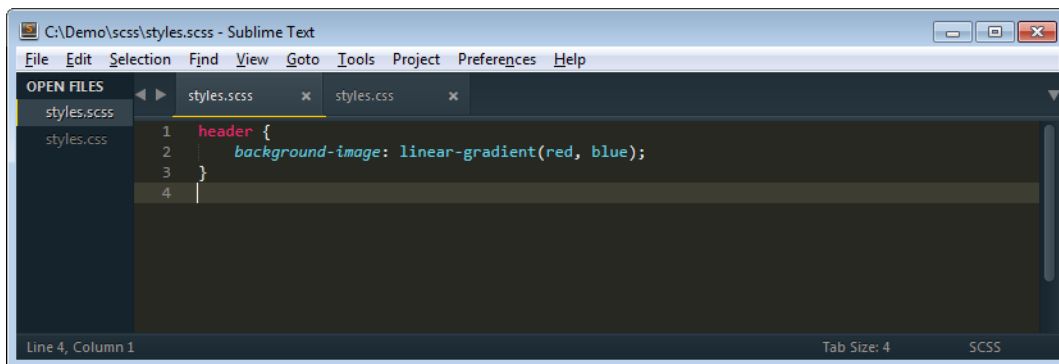 C:\Demo\scss\styles.scss - Sublime Text
File Edit Selection Find View Goto Tools Project Preferences Help
OPEN FILES
styles.scss
styles.css
styles.scss
styles.css
1 header {
2 background-image: linear-gradient(red, blue);
3 }
4
Line 4, Column 1
Tab Size: 4
SCSS